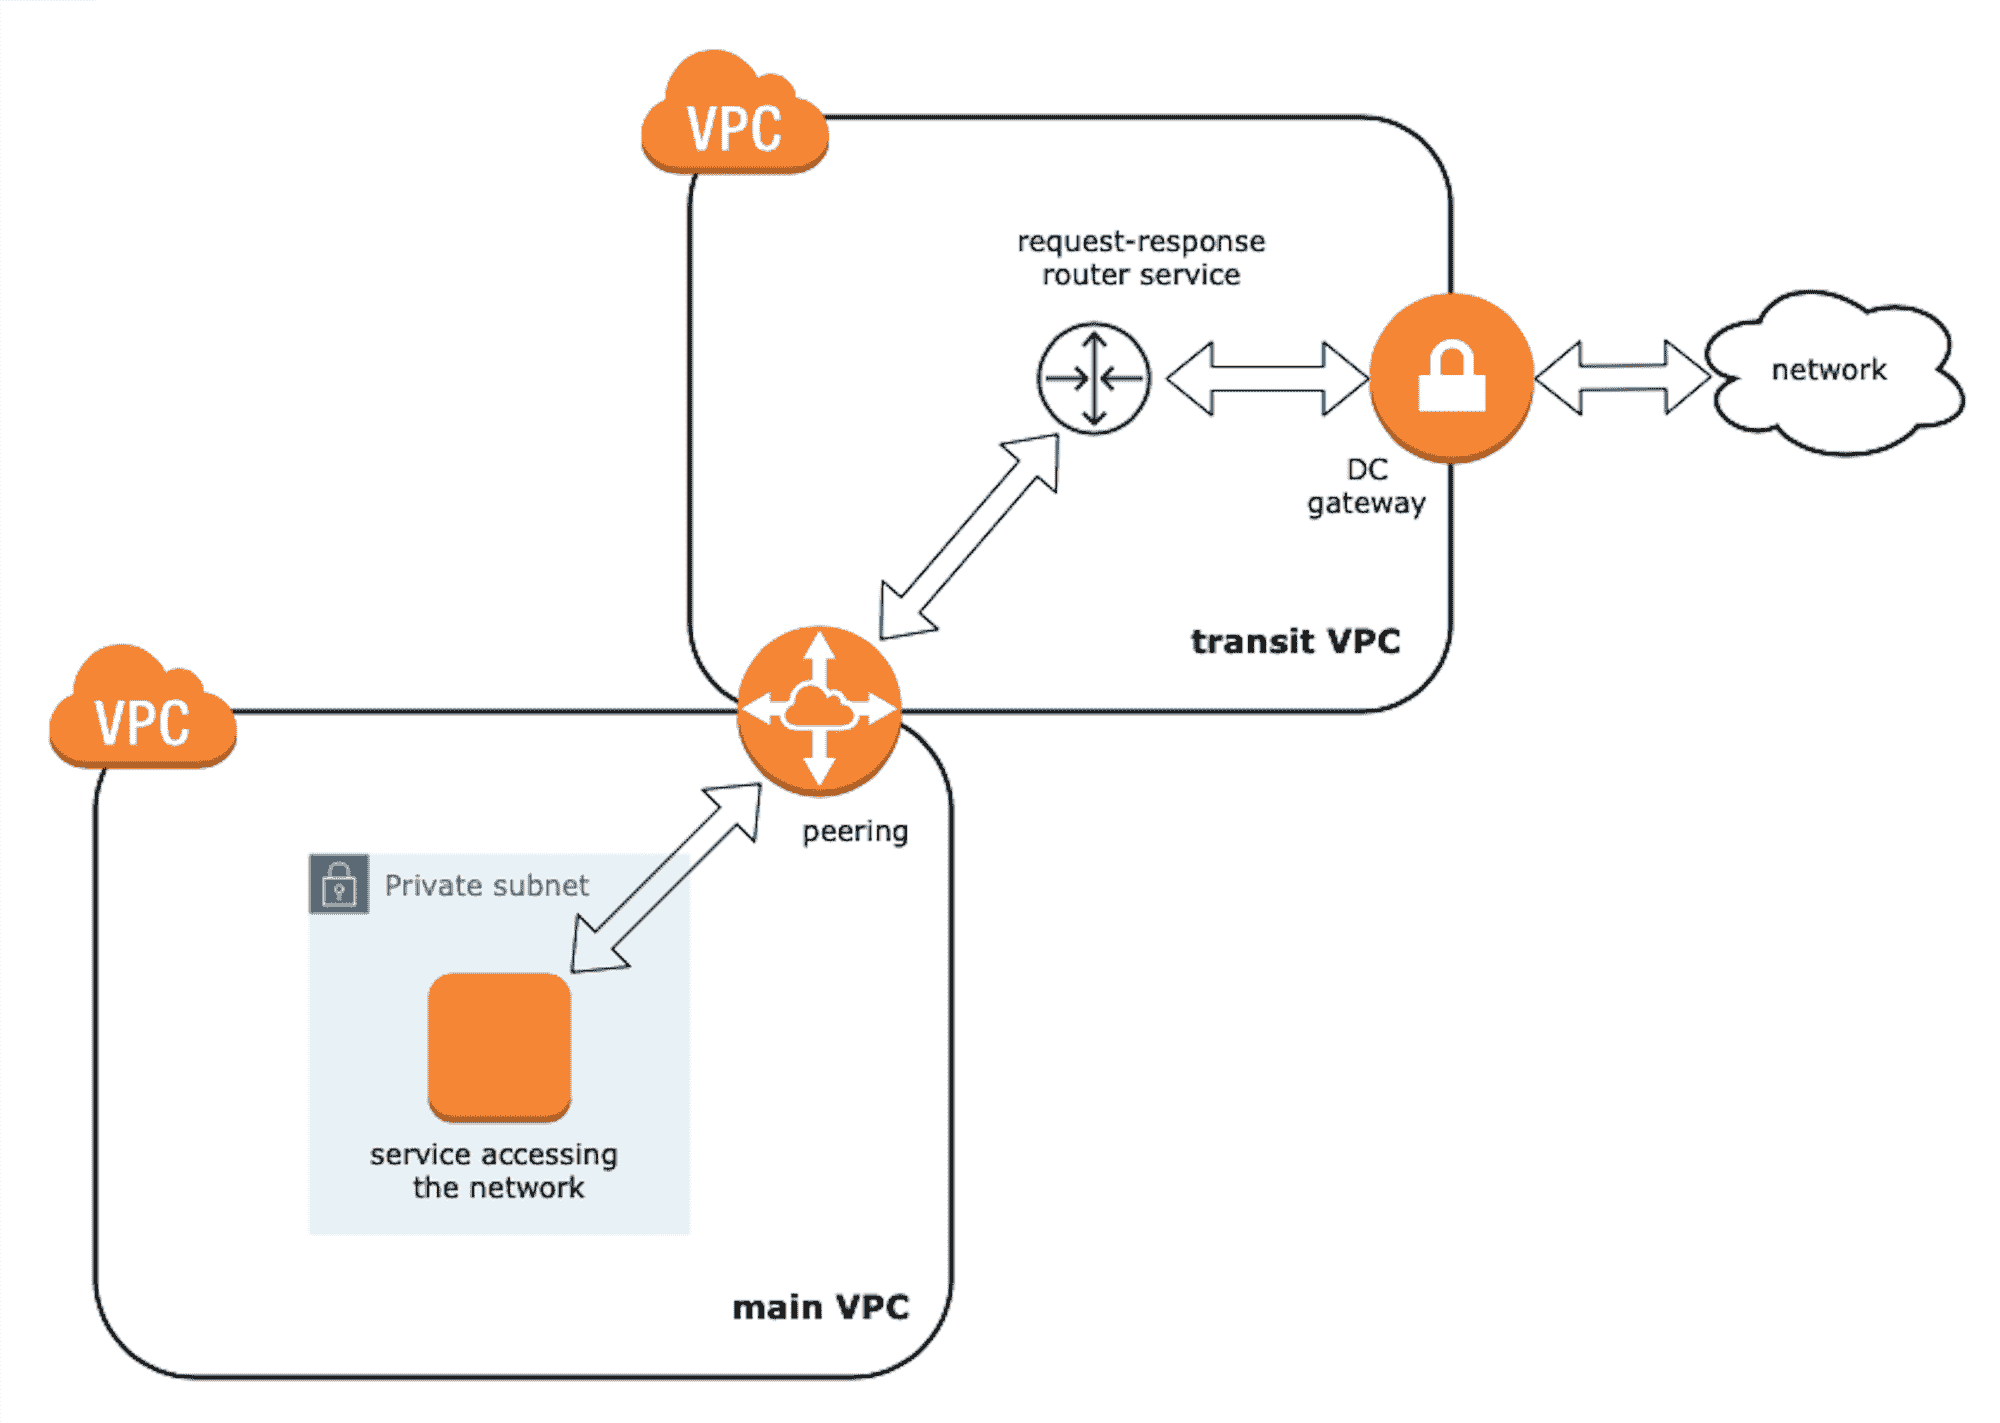 VPC
request-response
router service
network
DC
gateway
transit VPC
VPC
peering
Private subnet
service accessing
the network
main VPC